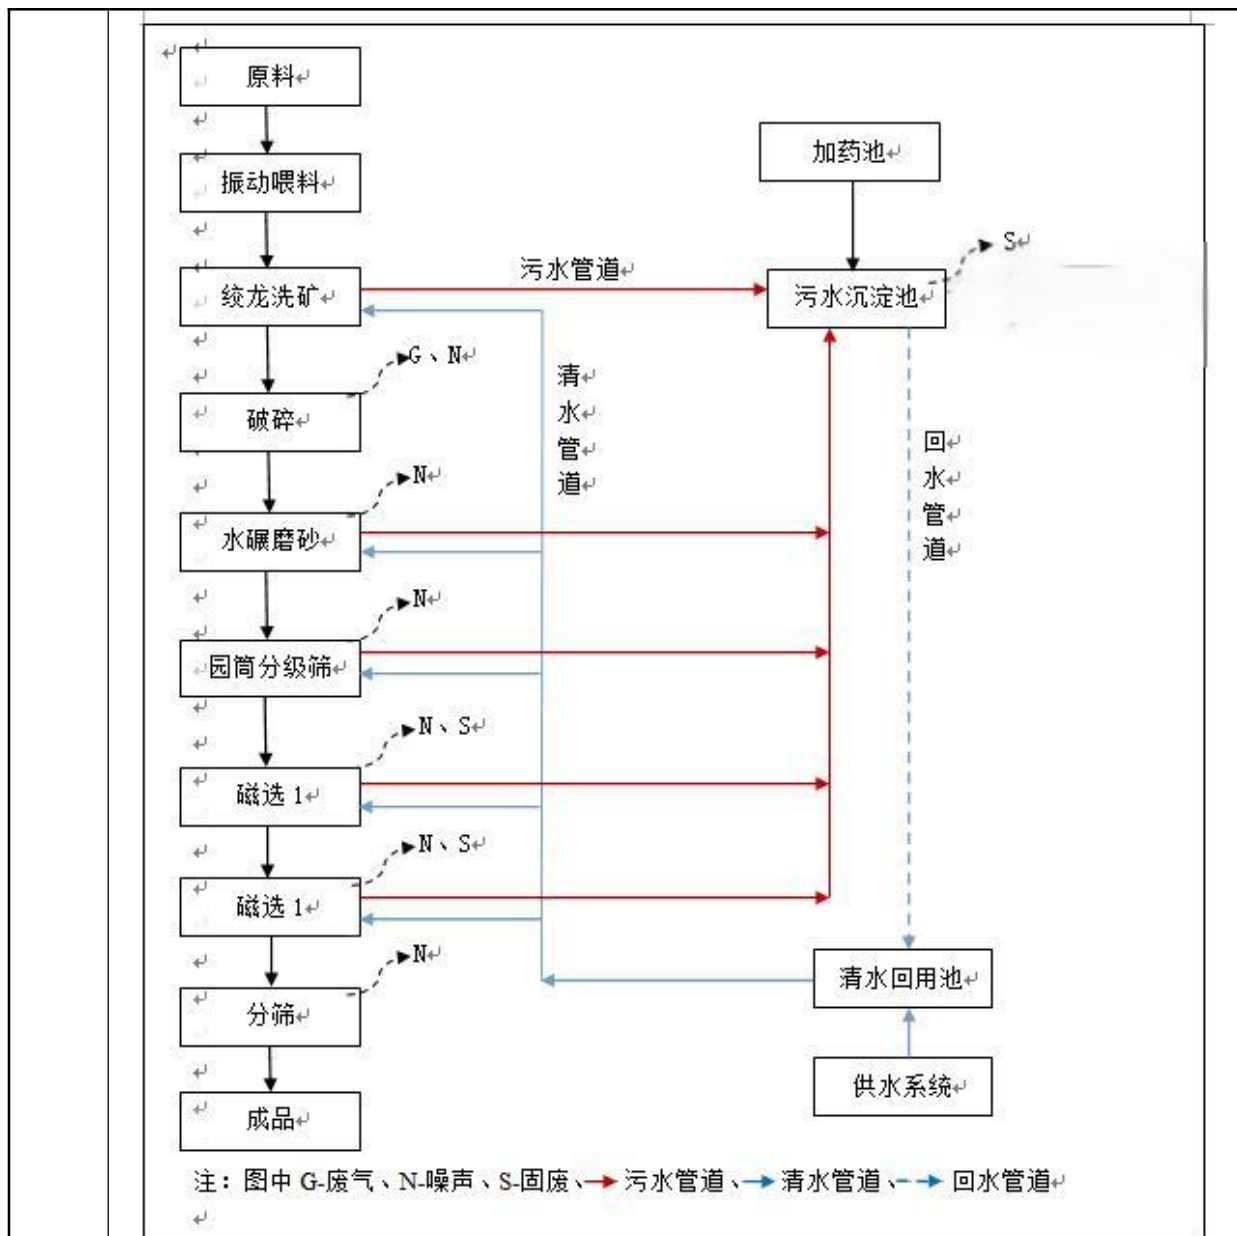 原料
振动喂料
绞龙洗矿
破碎
水碾磨砂
园筒分级筛
磁选 1
磁选 1
分筛
成品
G、N
N
N
N、S
N、S
N
污水管道
清
水
管
道
加药池
S
污水沉淀池
回
水
管
道
清水回用池
供水系统
注：图中 G-废气、N-噪声、S-固废、污水管道、清水管道、回水管道